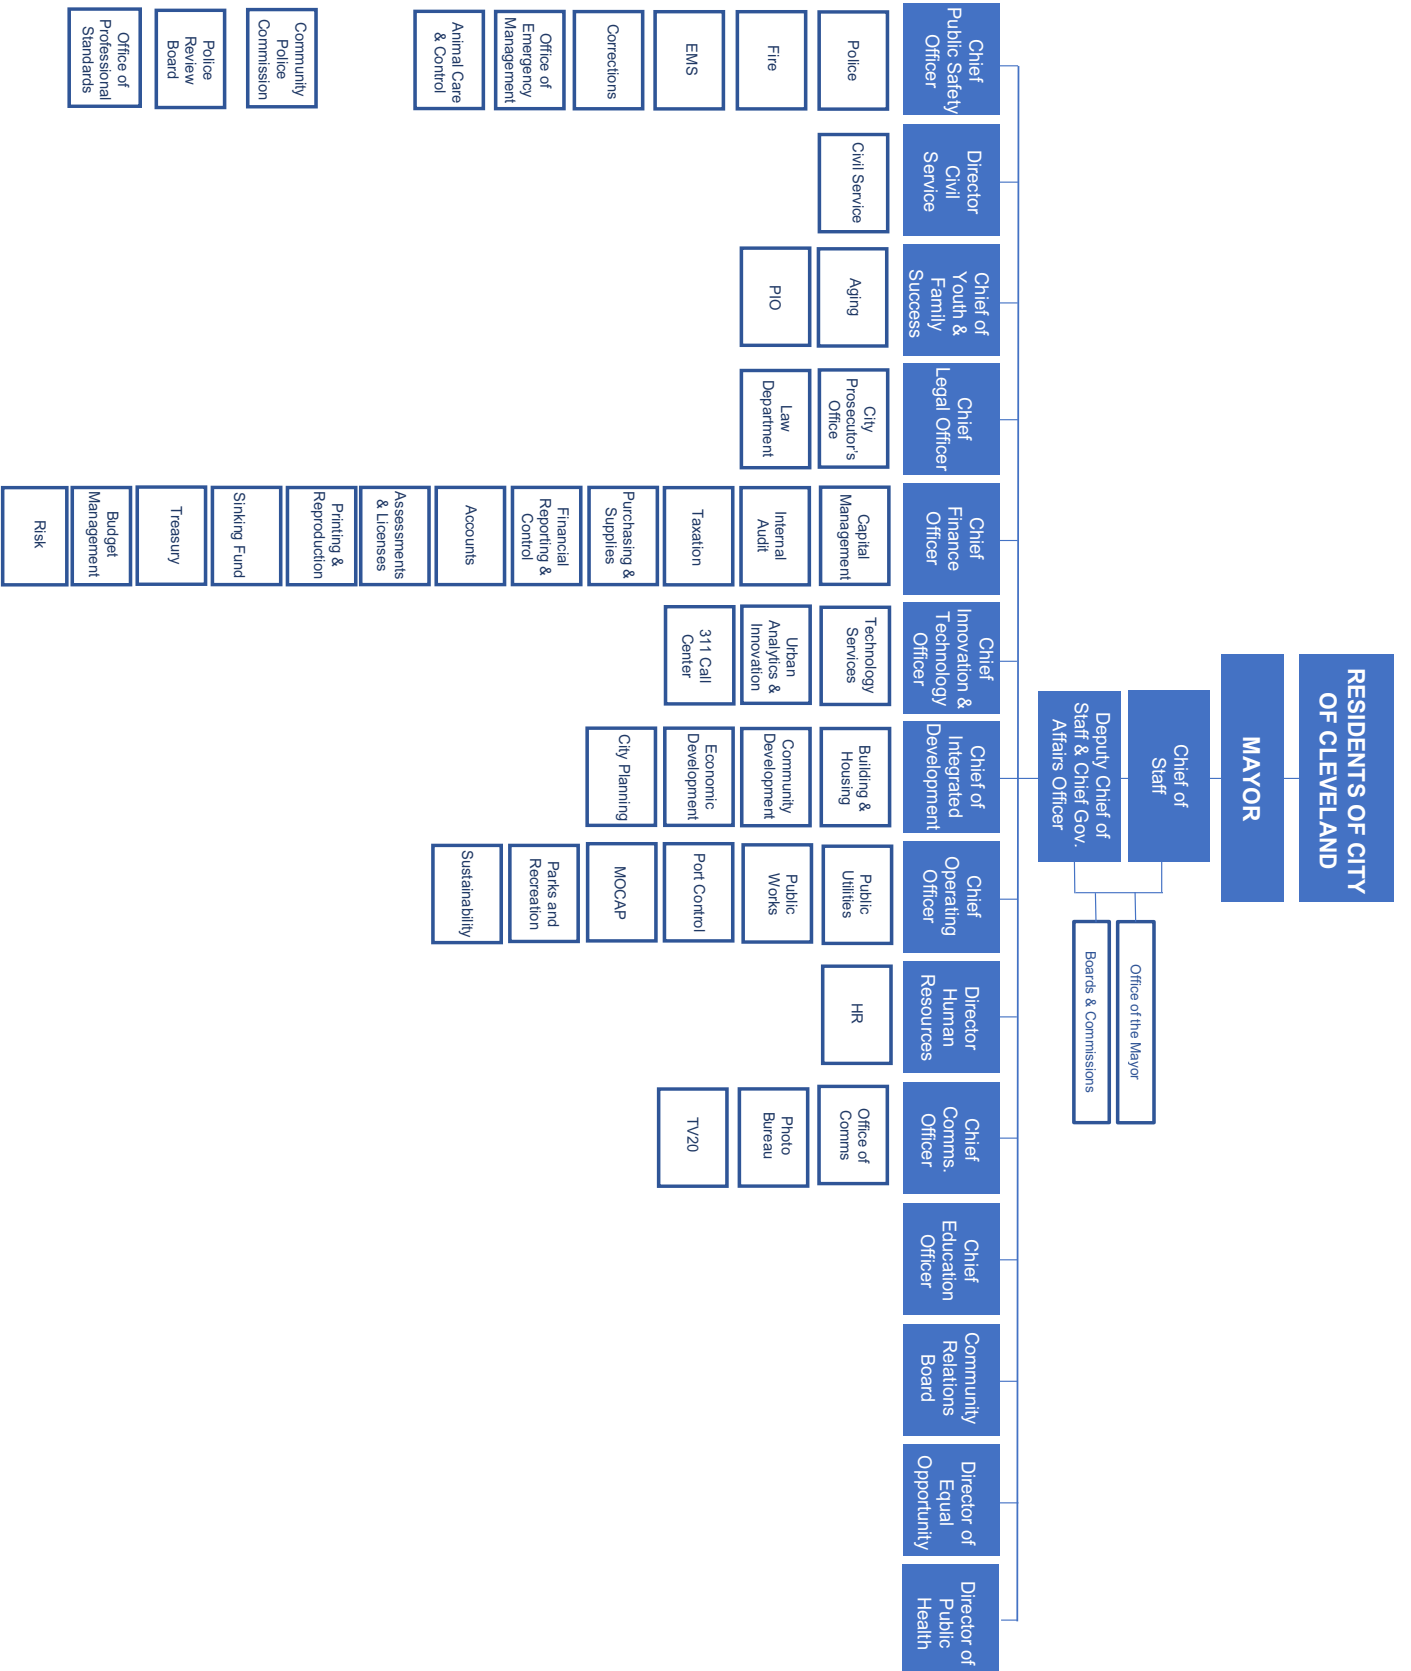 RESIDENTS OF CITY
OF CLEVELAND
MAYOR
Chief of
Staff
Deputy Chief of
Staff & Chief Gov.
Affairs Officer
Office of the Mayor
Boards & Commissions
Chief
Public Safety
Officer
Police
Fire
EMS
Corrections
Office of
Emergency
Management
Animal Care
& Control
Community
Police
Commission
Police
Review
Board
Office of
Professional
Standards
Director
Civil
Service
Civil Service
Chief of
Youth &
Family
Success
Aging
PIO
Chief
Legal Officer
City
Prosecutor's
Office
Law
Department
Chief
Finance
Officer
Capital
Management
Internal
Audit
Taxation
Purchasing &
Supplies
Financial
Reporting &
Control
Accounts
Assessments
& Licenses
Printing &
Reproduction
Sinking Fund
Treasury
Budget
Management
Risk
Chief
Innovation &
Technology
Officer
Technology
Services
Urban
Analytics &
Innovation
311 Call
Center
Chief of
Integrated
Development
Building &
Housing
Community
Development
Economic
Development
City Planning
Chief
Operating
Officer
Public
Utilities
Public
Works
Port Control
MOCAP
Parks and
Recreation
Sustainability
Director
Human
Resources
HR
Chief
Comms.
Officer
Office of
Comms
Photo
Bureau
TV20
Chief
Education
Officer
Community
Relations
Board
Director of
Equal
Opportunity
Director of
Public
Health